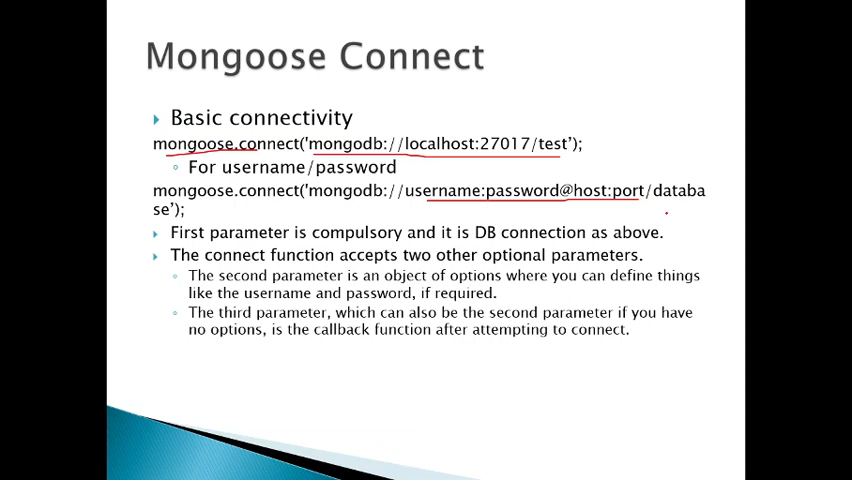 Mongoose Connect
Basic connectivity
mongoose.connect('mongodb://localhost:27017/test’);
For username/password
mongoose.connect('mongodb://username:password@host:port/databa
se’);
First parameter is compulsory and it is DB connection as above.
The connect function accepts two other optional parameters.
The second parameter is an object of options where you can define things
like the username and password, if required.
The third parameter, which can also be the second parameter if you have
no options, is the callback function after attempting to connect.